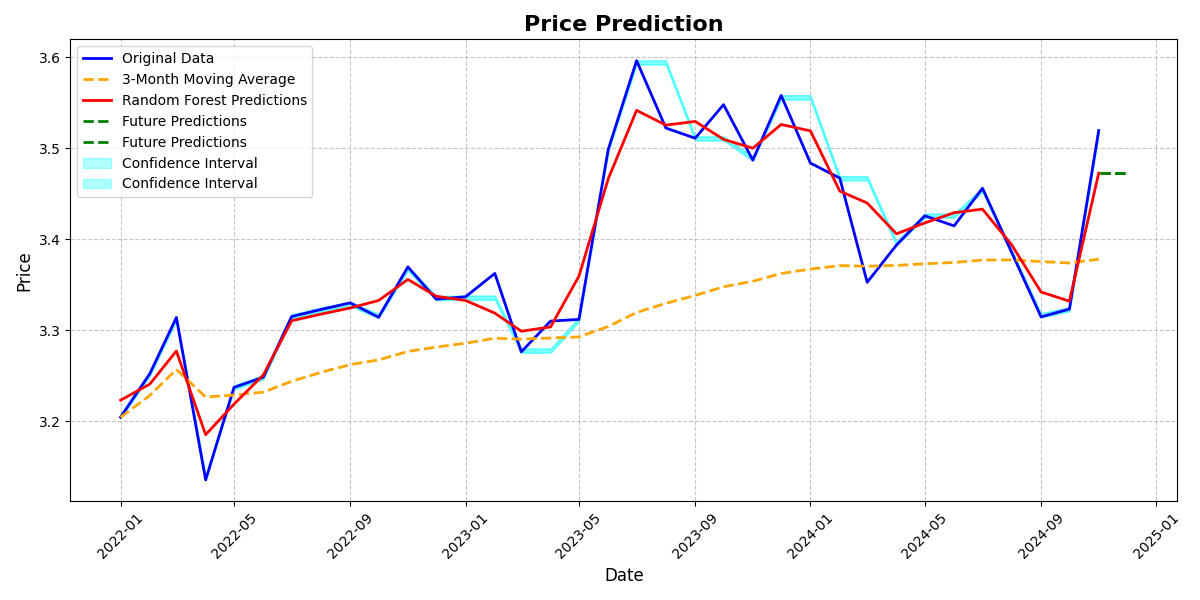 Price Prediction
Original Data
3-Month Moving Average
Random Forest Predictions
Future Predictions
Future Predictions
Confidence Interval
Confidence Interval
Price
3.6
3.5
3.4
3.3
3.2
2022-01
2022-05
2022-09
2023-01
2023-05
2023-09
2024-01
2024-05
2024-09
2025-01
Date